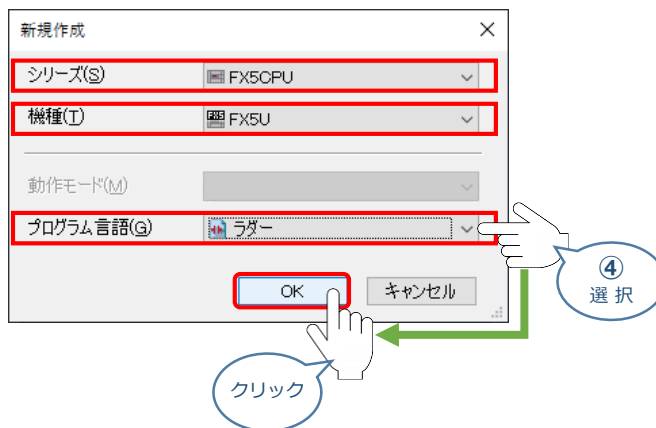 新規作成
シリーズ(S) FX5CPU
機種(T) FX5U
動作モード(M)
プログラム言語(G) ラダー
④
選 択
OK キャンセル
クリック